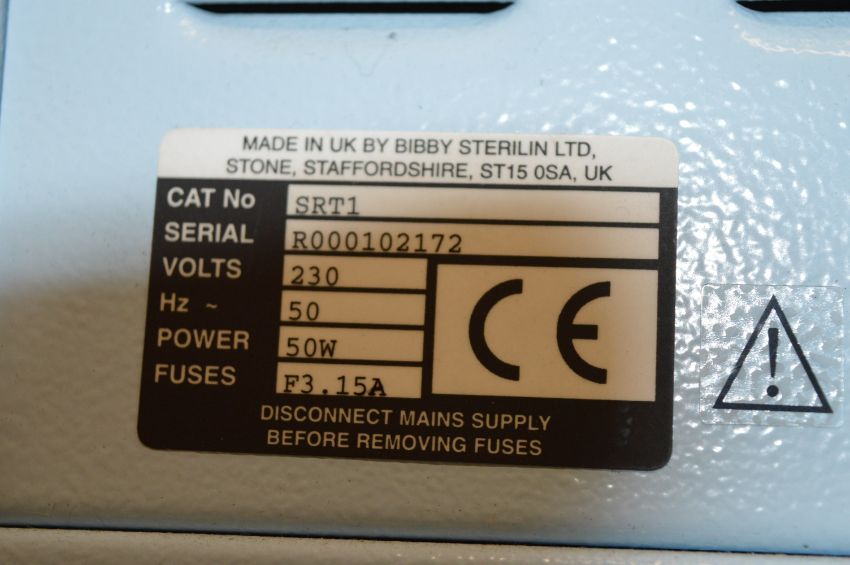 MADE IN UK BY BIBBY STERILIN LTD,
STONE, STAFFORDSHIRE, ST15 0SA, UK
CAT No SRT1
SERIAL R000102172
VOLTS 230
Hz ~ 50
POWER 50W
FUSES F3.15A
CE
DISCONNECT MAINS SUPPLY
BEFORE REMOVING FUSES
!